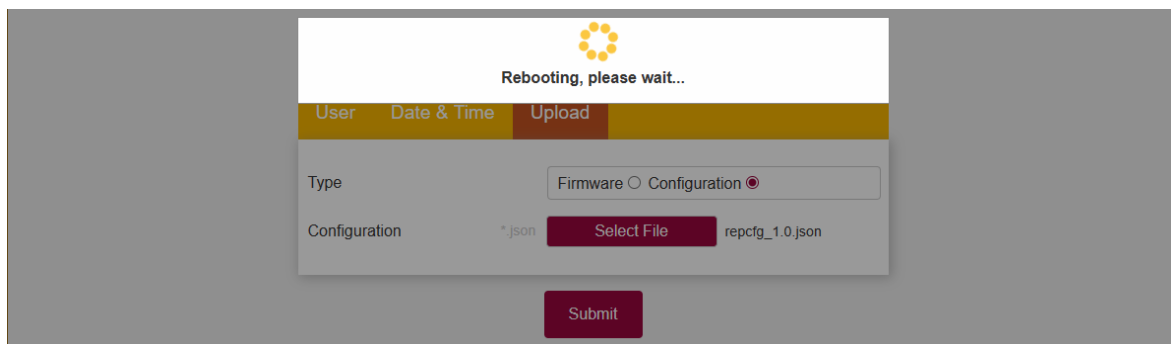 Rebooting, please wait...
User Date & Time Upload
Type Firmware Configuration
Configuration *.json Select File repcfg_1.0.json
Submit